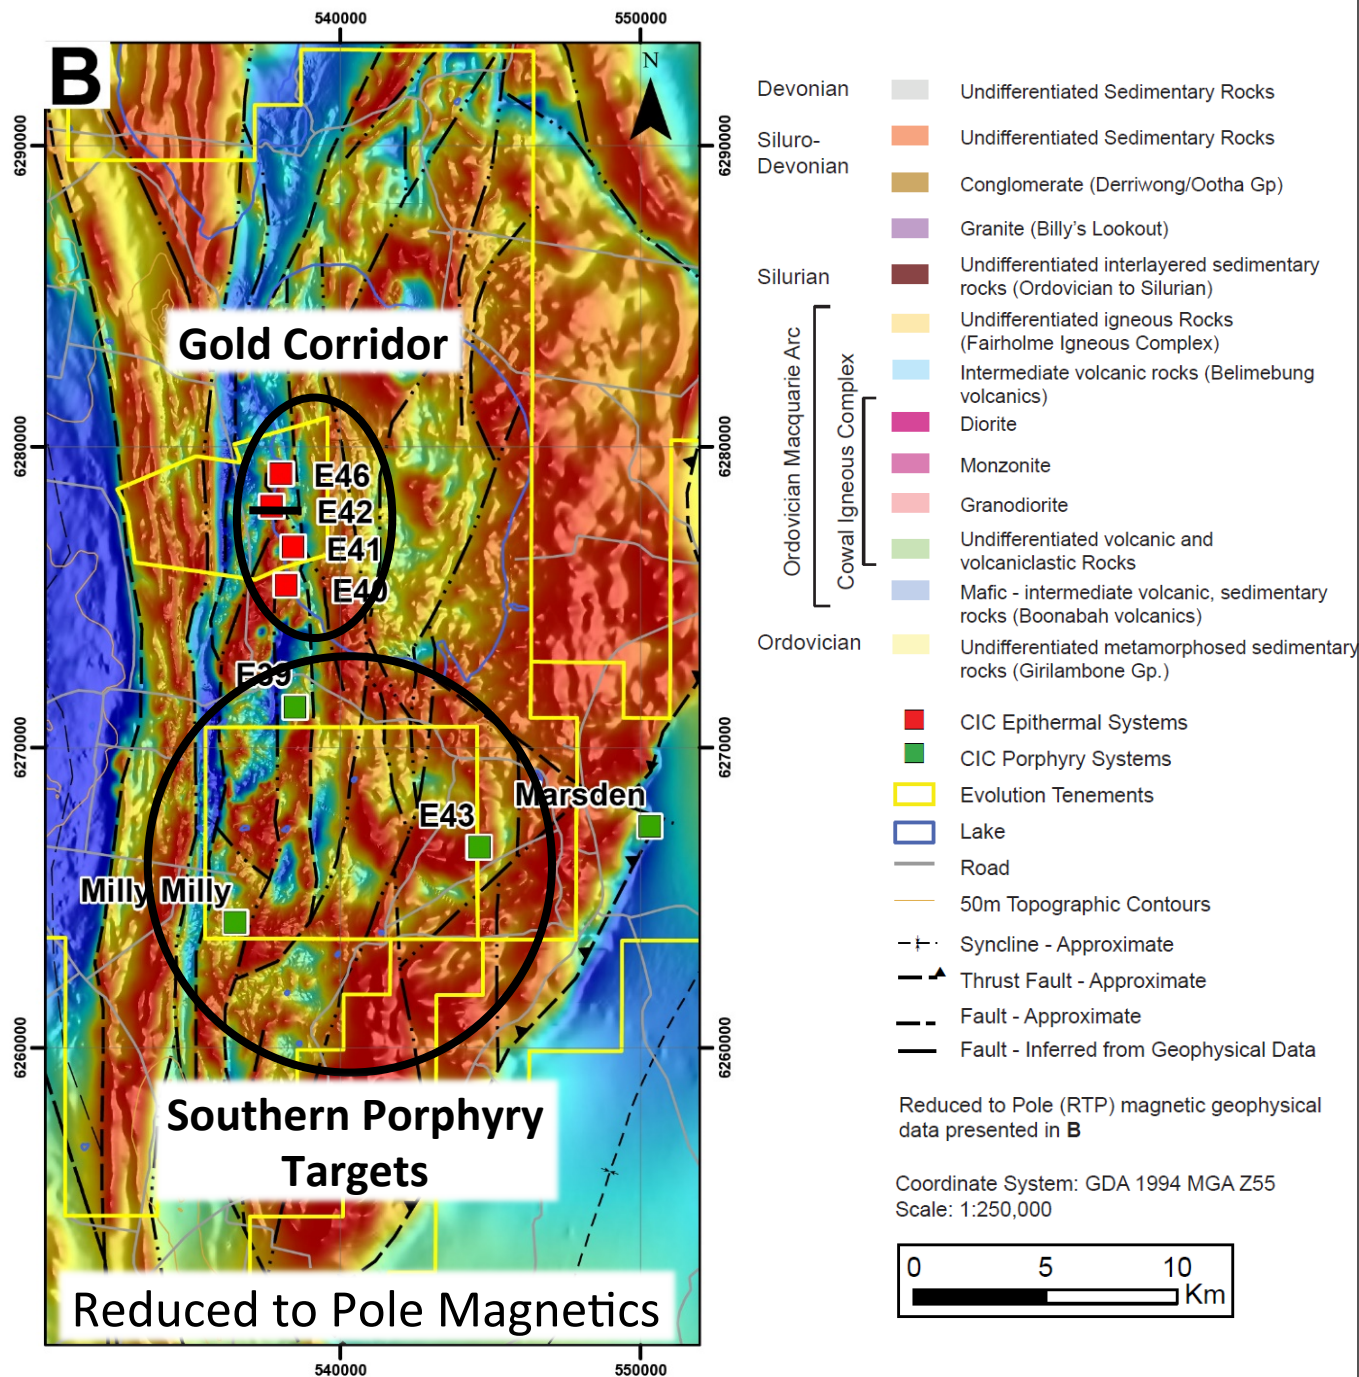 540000
550000
B
N
6290000
6290000
Gold Corridor
6280000
6280000
E46
E42
E41
E40
E39
6270000
6270000
Marsden
E43
Milly Milly
6260000
6260000
Southern Porphyry
Targets
Reduced to Pole Magnetics
540000
550000
Devonian
Undifferentiated Sedimentary Rocks
Siluro-
Devonian
Undifferentiated Sedimentary Rocks
Conglomerate (Derriwong/Ootha Gp)
Granite (Billy's Lookout)
Silurian
Undifferentiated interlayered sedimentary
rocks (Ordovician to Silurian)
Ordovician Macquarie Arc
Undifferentiated igneous Rocks
(Fairholme Igneous Complex)
Intermediate volcanic rocks (Belimebung
volcanics)
Cowal Igneous Complex
Diorite
Monzonite
Granodiorite
Undifferentiated volcanic and
volcaniclastic Rocks
Mafic - intermediate volcanic, sedimentary
rocks (Boonabah volcanics)
Ordovician
Undifferentiated metamorphosed sedimentary
rocks (Girilambone Gp.)
CIC Epithermal Systems
CIC Porphyry Systems
Evolution Tenements
Lake
Road
50m Topographic Contours
Syncline - Approximate
Thrust Fault - Approximate
Fault - Approximate
Fault - Inferred from Geophysical Data
Reduced to Pole (RTP) magnetic geophysical
data presented in B
Coordinate System: GDA 1994 MGA Z55
Scale: 1:250,000
0 5 10
Km